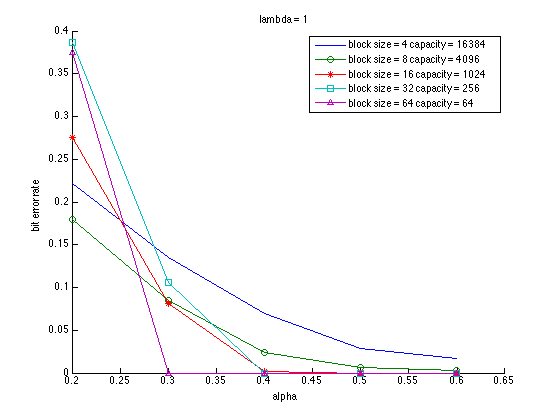 lambda = 1
block size = 4 capacity = 16384
block size = 8 capacity = 4096
block size = 16 capacity = 1024
block size = 32 capacity = 256
block size = 64 capacity = 64
bit error rate
0.4
0.35
0.3
0.25
0.2
0.15
0.1
0.05
0
0.2
0.25
0.3
0.35
0.4
0.45
0.5
0.55
0.6
0.65
alpha